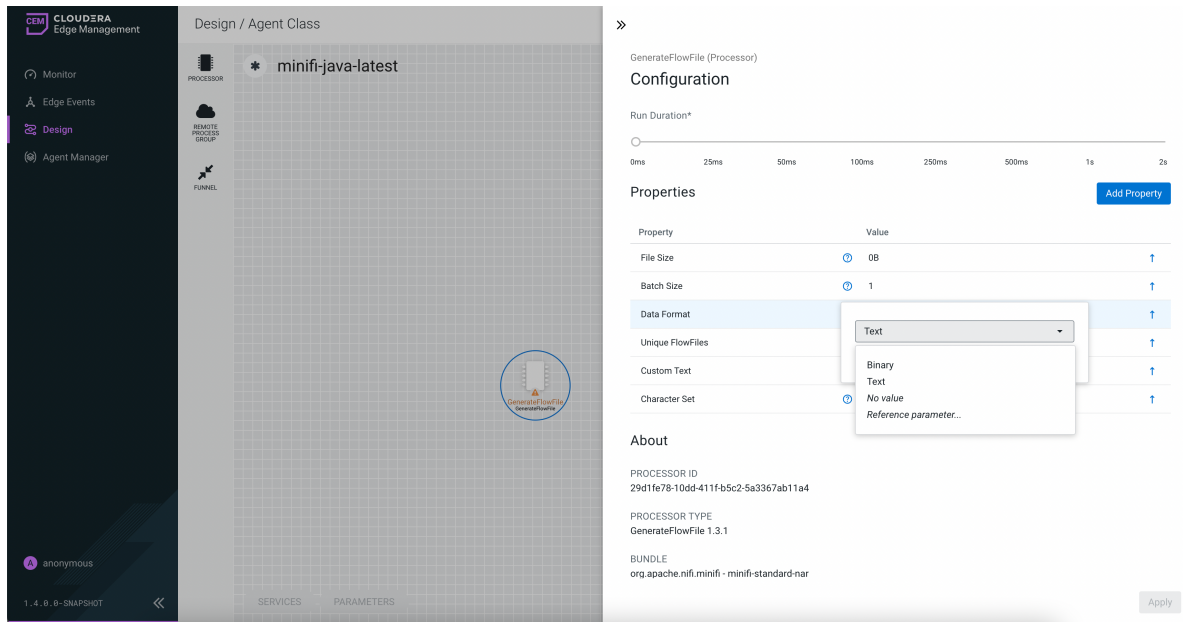 CEM
CLOUDERA
Edge Management
Monitor
Edge Events
Design
Agent Manager
A
anonymous
1.4.0.0-SNAPSHOT
Design / Agent Class
PROCESSOR
REMOTE
PROCESS
GROUP
FUNNEL
minifi-java-latest
GenerateFlowFile
GenerateFlowFile
SERVICES
PARAMETERS
GenerateFlowFile (Processor)
Configuration
Run Duration*
0ms 25ms 50ms 100ms 250ms 500ms 1s 2s
Properties
Add Property
Property Value
File Size 0B
Batch Size 1
Data Format
Text
Unique FlowFiles
Binary
Custom Text
Text
Character Set
No value
Reference parameter...
About
PROCESSOR ID
29d1fe78-10dd-411f-b5c2-5a3367ab11a4
PROCESSOR TYPE
GenerateFlowFile 1.3.1
BUNDLE
org.apache.nifi.minifi - minifi-standard-nar
Apply